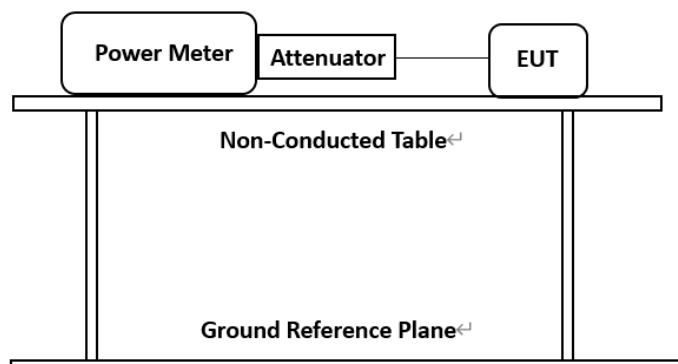 Power Meter
Attenuator
EUT
Non-Conducted Table↵
Ground Reference Plane↵